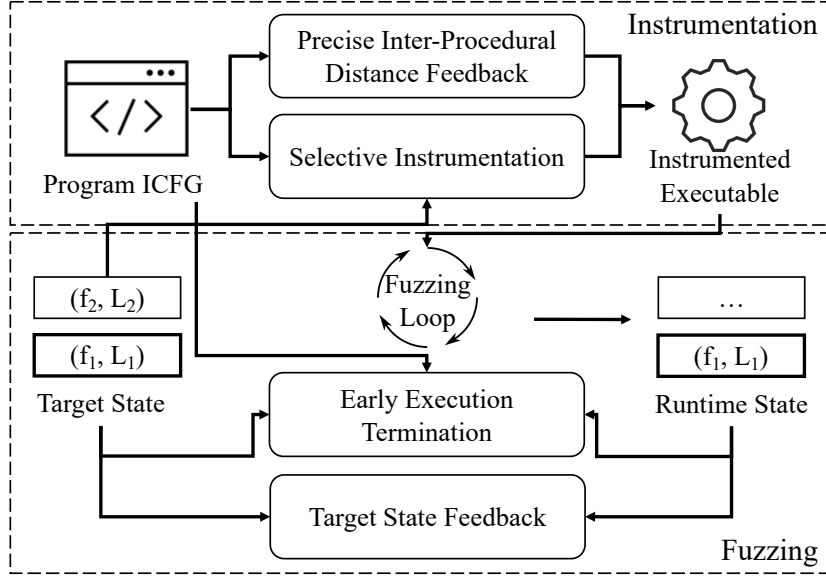 Instrumentation
Precise Inter-Procedural
Distance Feedback
</>
Selective Instrumentation
Program ICFG
Instrumented
Executable
(f₂, L₂)
(f₁, L₁)
Target State
Fuzzing
Loop
...
(f₁, L₁)
Runtime State
Early Execution
Termination
Target State Feedback
Fuzzing